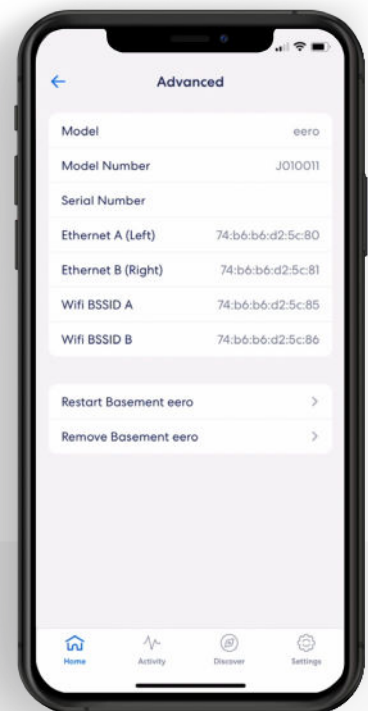 Advanced
Model eero
Model Number J010011
Serial Number
Ethernet A (Left) 74:b6:b6:d2:5c:80
Ethernet B (Right) 74:b6:b6:d2:5c:81
Wifi BSSID A 74:b6:b6:d2:5c:85
Wifi BSSID B 74:b6:b6:d2:5c:86
Restart Basement eero
Remove Basement eero
Home Activity Discover Settings